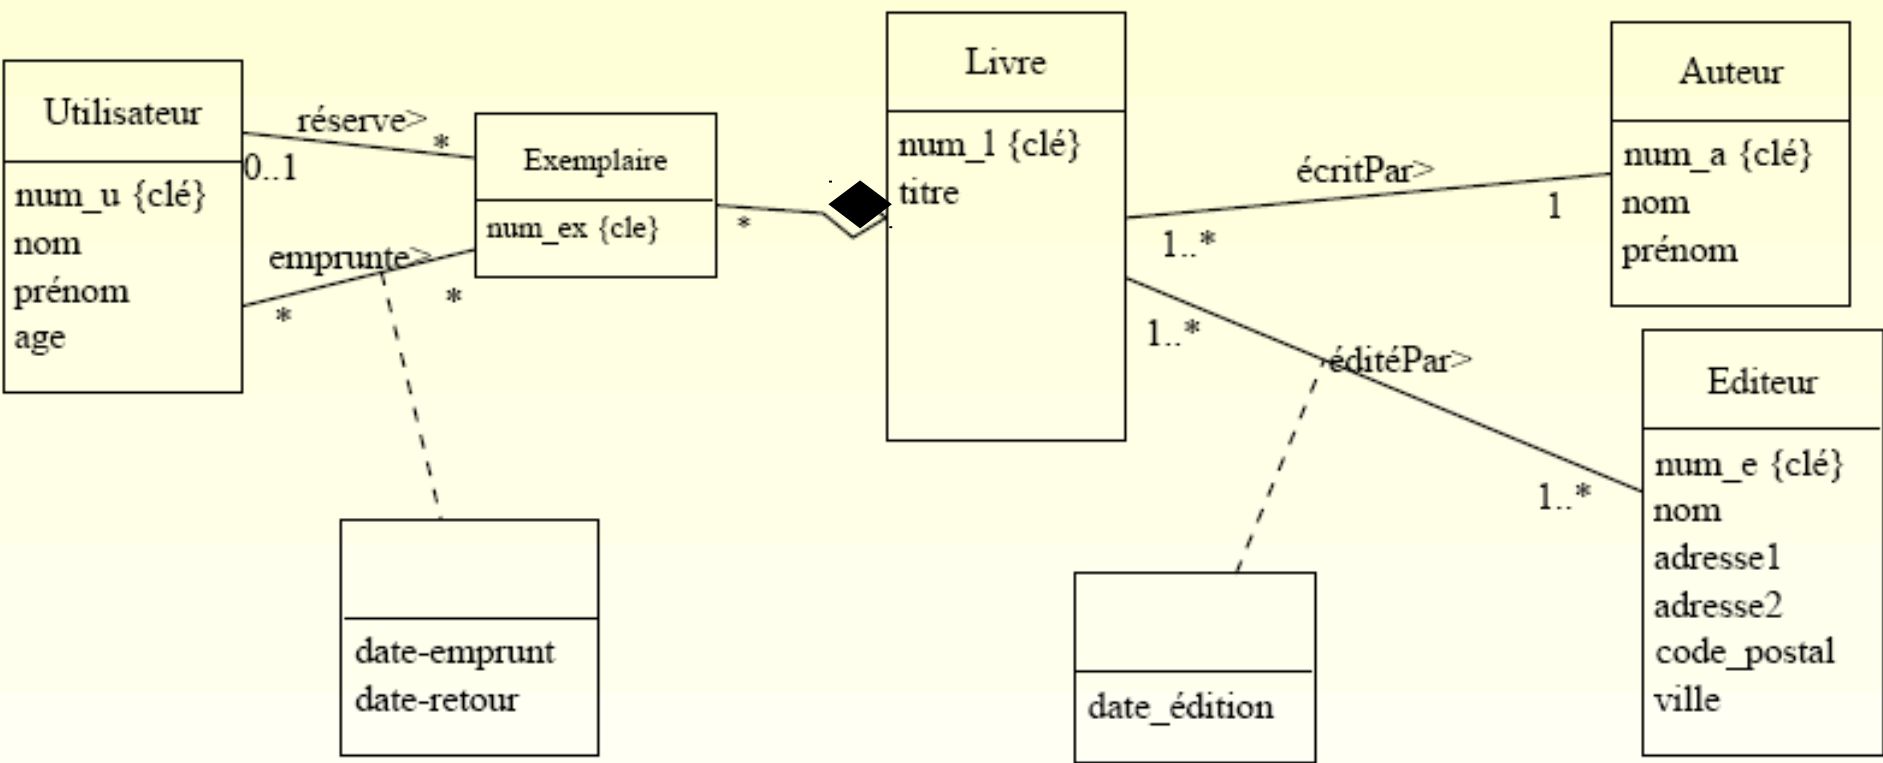 Utilisateur
num_u {clé}
nom
prénom
age
réserve>
0..1
*
emprunte>
*
*
Exemplaire
num_ex {cle}
*
Livre
num_l {clé}
titre
écritPar>
1..*
1
Auteur
num_a {clé}
nom
prénom
1..*
éditéPar>
1..*
Editeur
num_e {clé}
nom
adresse1
adresse2
code_postal
ville
date-emprunt
date-retour
date_édition